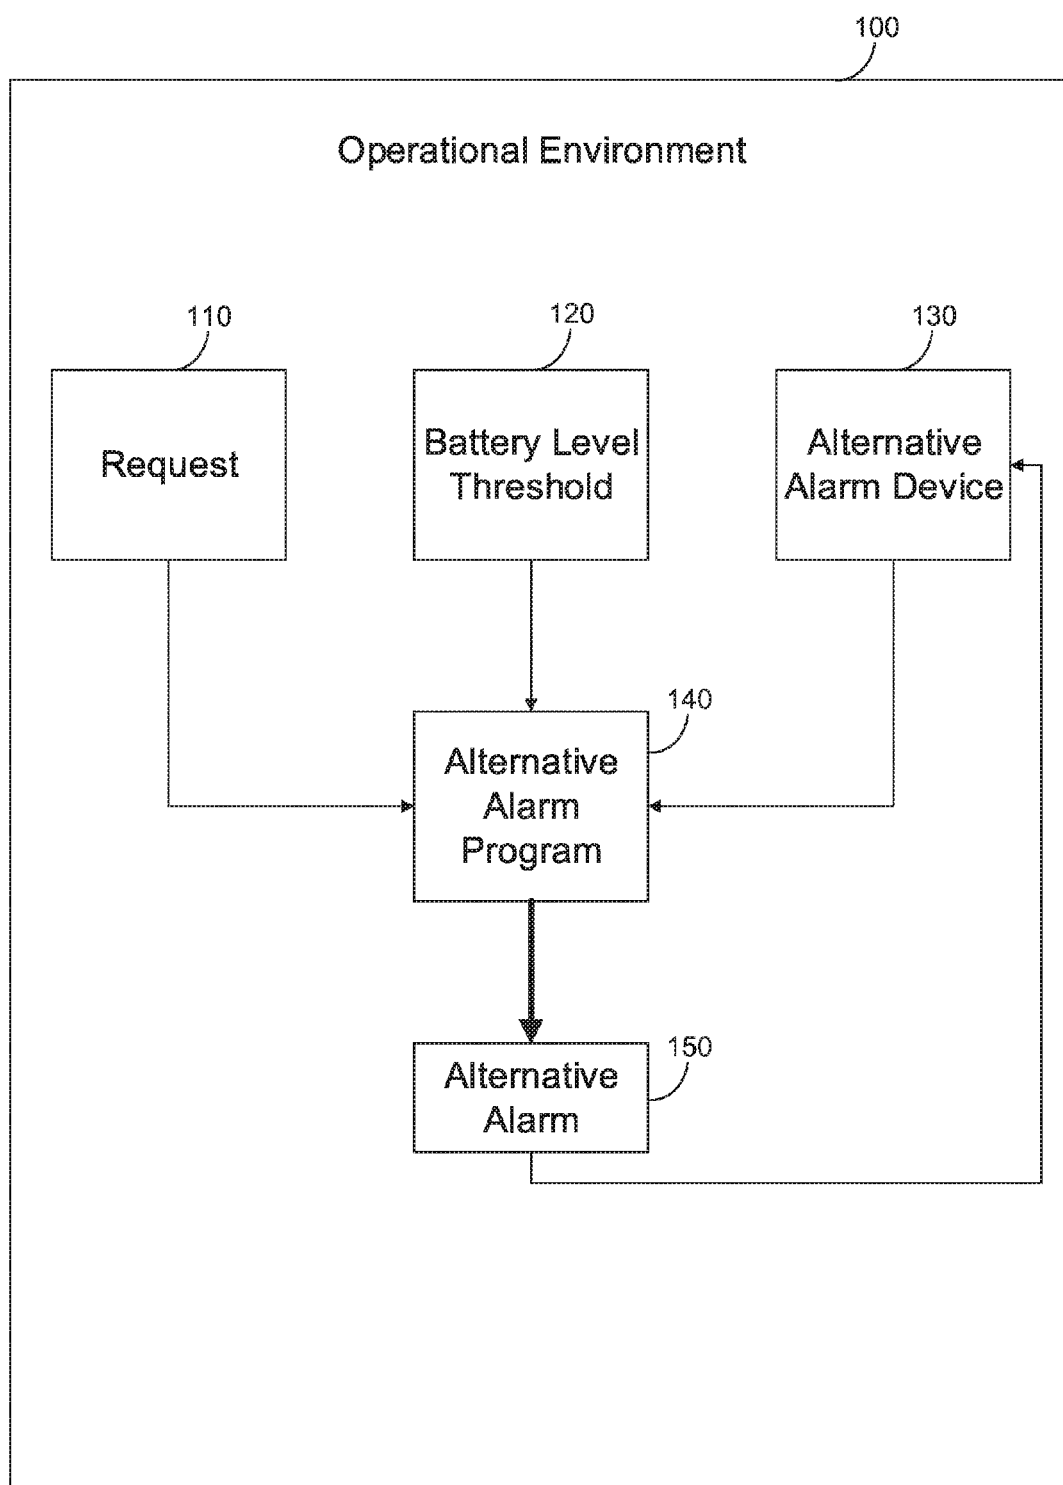 100
Operational Environment
110
120
130
Request
Battery Level
Threshold
Alternative
Alarm Device
140
Alternative
Alarm
Program
150
Alternative
Alarm